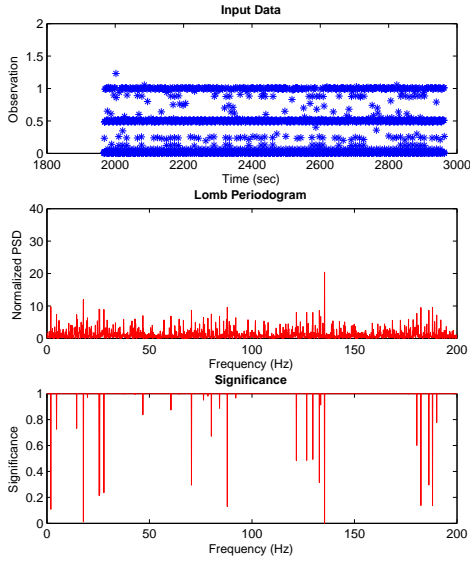 Input Data
2
1.5
1
0.5
0
Observation
1800 2000 2200 2400 2600 2800 3000
Time (sec)
Lomb Periodogram
40
30
20
10
0
Normalized PSD
0 50 100 150 200
Frequency (Hz)
Significance
1
0.8
0.6
0.4
0.2
0
Significance
0 50 100 150 200
Frequency (Hz)